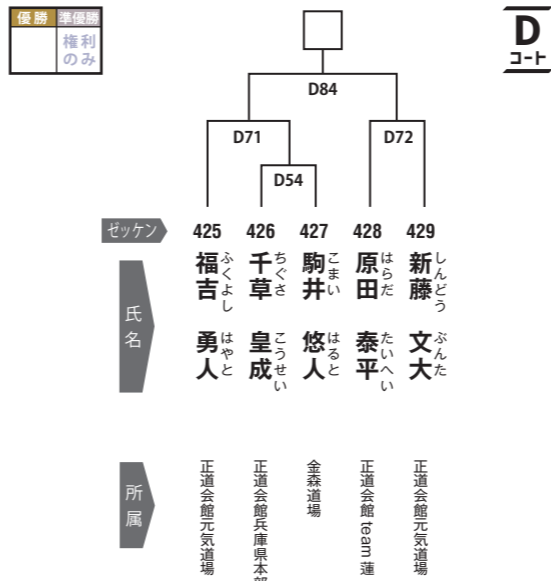 優勝 準優勝
権利
のみ
D
コート
D84
D71 D72
D54
ゼッケン 425 426 427 428 429
氏名
福吉 勇人 ふくよし はやと
千草 皇成 ちぐさ こうせい
駒井 悠人 こまい はると
原田 泰平 はらだ たいへい
新藤 文大 しんどう ぶんた
所属
正道会館元気道場
正道会館兵庫県本部
金森道場
正道会館 team 蓮
正道会館元気道場